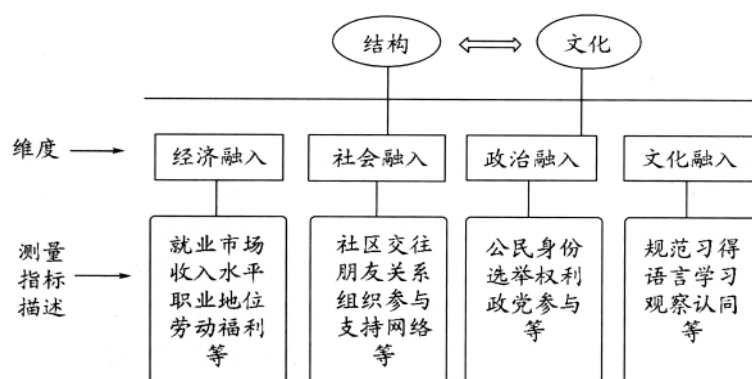 结构
文化
维度
经济融入
社会融入
政治融入
文化融入
测量
指标
描述
就业市场
收入水平
职业地位
劳动福利
等
社区交往
朋友关系
组织参与
支持网络
等
公民身份
选举权利
政党参与
等
规范习得
语言学习
观察认同
等